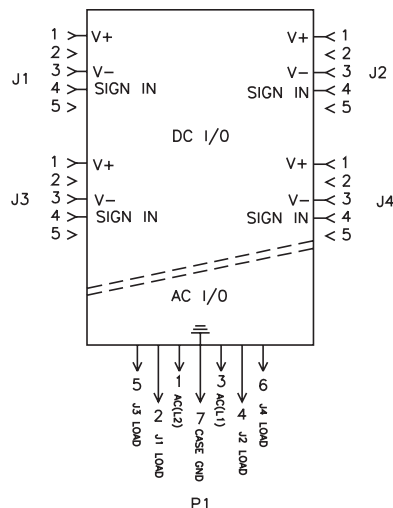 1 V+ V+ 1
2 2
J1 3 V- V- 3 J2
4 SIGN IN SIGN IN 4
5 5
DC I/O
1 V+ V+ 1
2 2
J3 3 V- V- 3 J4
4 SIGN IN SIGN IN 4
5 5
AC I/O
5 J3 LOAD
2 J1 LOAD
1 AC(L2)
7 CASE GND
3 AC(L1)
4 J2 LOAD
6 J4 LOAD
P1